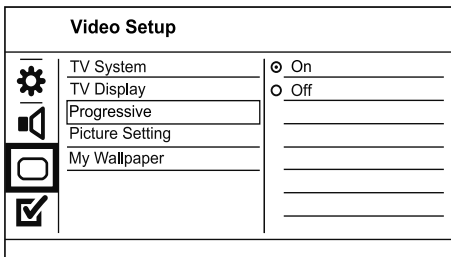 Video Setup
TV System
TV Display
Progressive
Picture Setting
My Wallpaper
On
Off